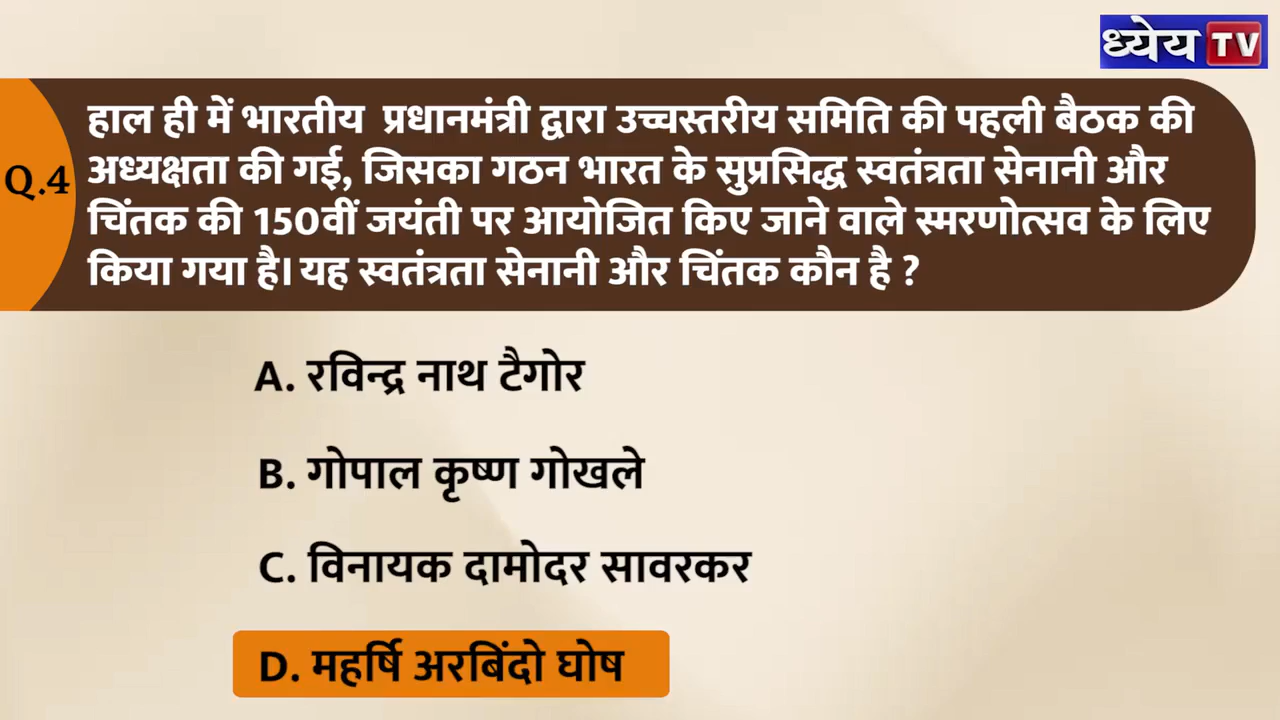 ध्येय TV
Q.4
हाल ही में भारतीय प्रधानमंत्री द्वारा उच्चस्तरीय समिति की पहली बैठक की
अध्यक्षता की गई, जिसका गठन भारत के सुप्रसिद्ध स्वतंत्रता सेनानी और
चिंतक की 150वीं जयंती पर आयोजित किए जाने वाले स्मरणोत्सव के लिए
किया गया है। यह स्वतंत्रता सेनानी और चिंतक कौन है ?
A. रविन्द्र नाथ टैगोर
B. गोपाल कृष्ण गोखले
C. विनायक दामोदर सावरकर
D. महर्षि अरबिंदो घोष